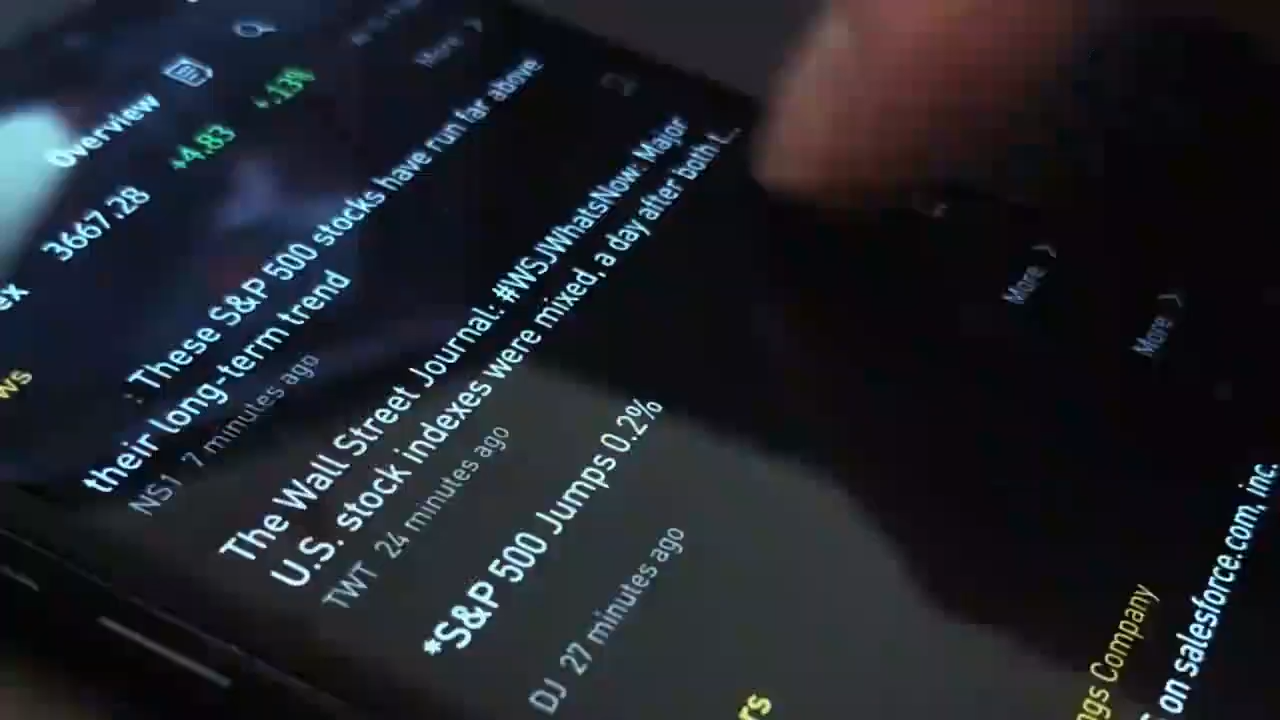 Overview
3667.28
+4.83
+.13%
More
ews
These S&P 500 stocks have run far above
their long-term trend
NS1 7 minutes ago
The Wall Street Journal: #WSJWhatsNow: Major
U.S. stock indexes were mixed, a day after both t...
TWT 24 minutes ago
*S&P 500 Jumps 0.2%
DJ 27 minutes ago
More
More
on salesforce.com, inc.
Company